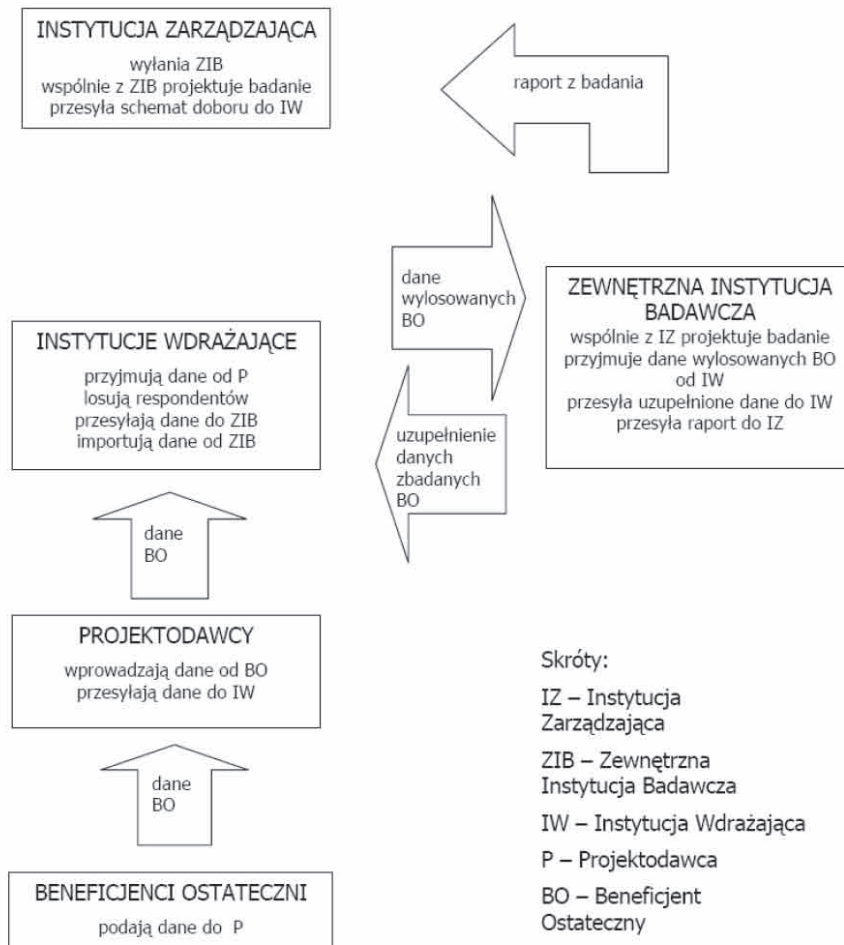 INSTYTUCJA ZARZĄDZAJĄCA
wyłania ZIB
wspólnie z ZIB projektuje badanie
przesyła schemat doboru do IW
raport z badania
dane
wylosowanych
BO
ZEWNĘTRZNA INSTYTUCJA
BADAWCZA
wspólnie z IZ projektuje badanie
przyjmuje dane wylosowanych BO
od IW
przesyła uzupełnione dane do IW
przesyła raport do IZ
INSTYTUCJE WDRAŻAJĄCE
przyjmują dane od P
losują respondentów
przesyłają dane do ZIB
importują dane od ZIB
uzupełnienie
danych
zbadanych
BO
dane
BO
PROJEKTODAWCY
wprowadzają dane od BO
przesyłają dane do IW
dane
BO
BENEFICJENCI OSTATECZNI
podają dane do P
Skróty:
IZ – Instytucja
Zarządzająca
ZIB – Zewnętrzna
Instytucja Badawcza
IW – Instytucja Wdrażająca
P – Projektodawca
BO – Beneficjent
Ostateczny